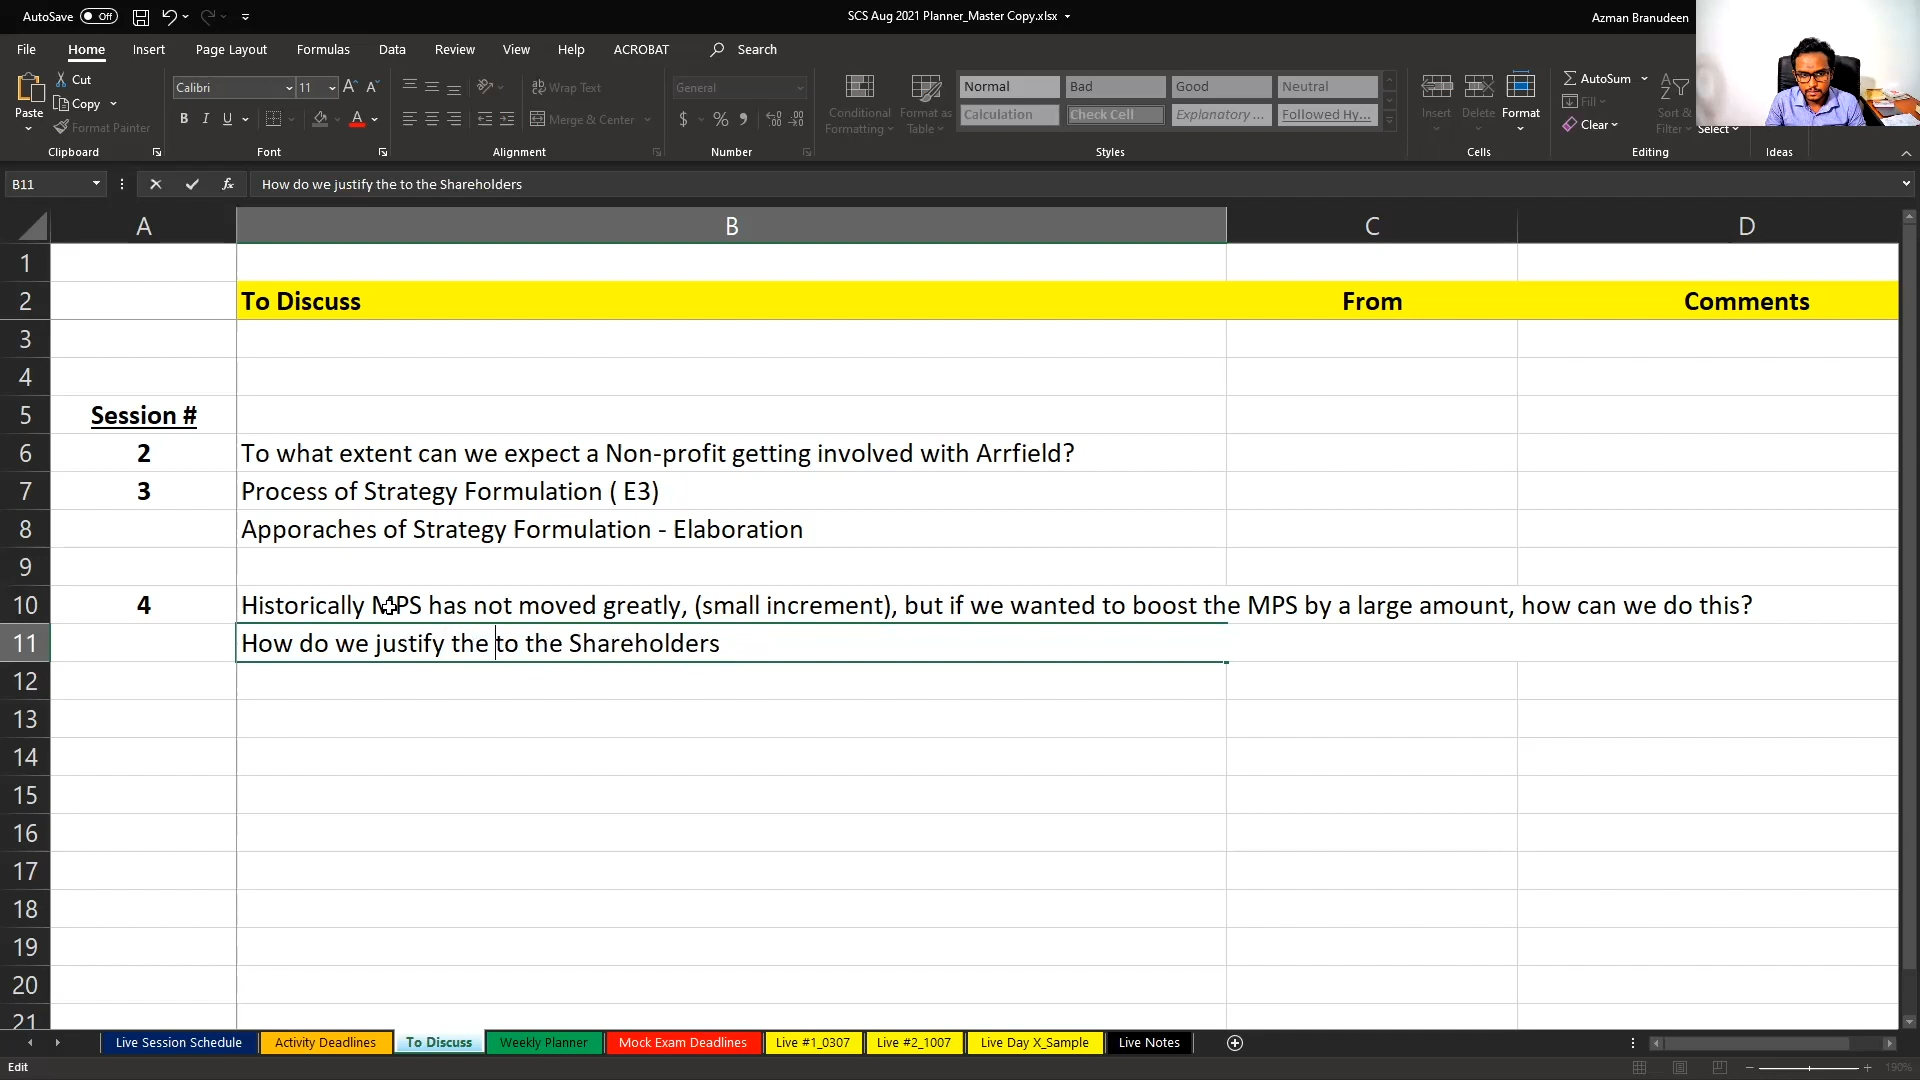 AutoSave Off
SCS Aug 2021 Planner_Master Copy.xlsx
Azman Branudeen
File Home Insert Page Layout Formulas Data Review View Help ACROBAT Search
Paste
Cut
Copy
Format Painter
Clipboard
Calibri 11
B I U
Font
Wrap Text
Merge & Center
Alignment
General
$ %
Number
Conditional Formatting
Format as Table
Normal Bad Good Neutral
Calculation Check Cell Explanatory ... Followed Hy...
Styles
Insert Delete Format
Cells
AutoSum
Fill
Clear
Sort & Filter
Select
Editing
Ideas
B11 fx How do we justify the to the Shareholders
A B C D
1
2 To Discuss From Comments
3
4
5 Session #
6 2 To what extent can we expect a Non-profit getting involved with Arrfield?
7 3 Process of Strategy Formulation ( E3)
8 Apporaches of Strategy Formulation - Elaboration
9
10 4 Historically MPS has not moved greatly, (small increment), but if we wanted to boost the MPS by a large amount, how can we do this?
11 How do we justify the to the Shareholders
12
13
14
15
16
17
18
19
20
21
Live Session Schedule Activity Deadlines To Discuss Weekly Planner Mock Exam Deadlines Live #1_0307 Live #2_1007 Live Day X_Sample Live Notes
Edit
190%